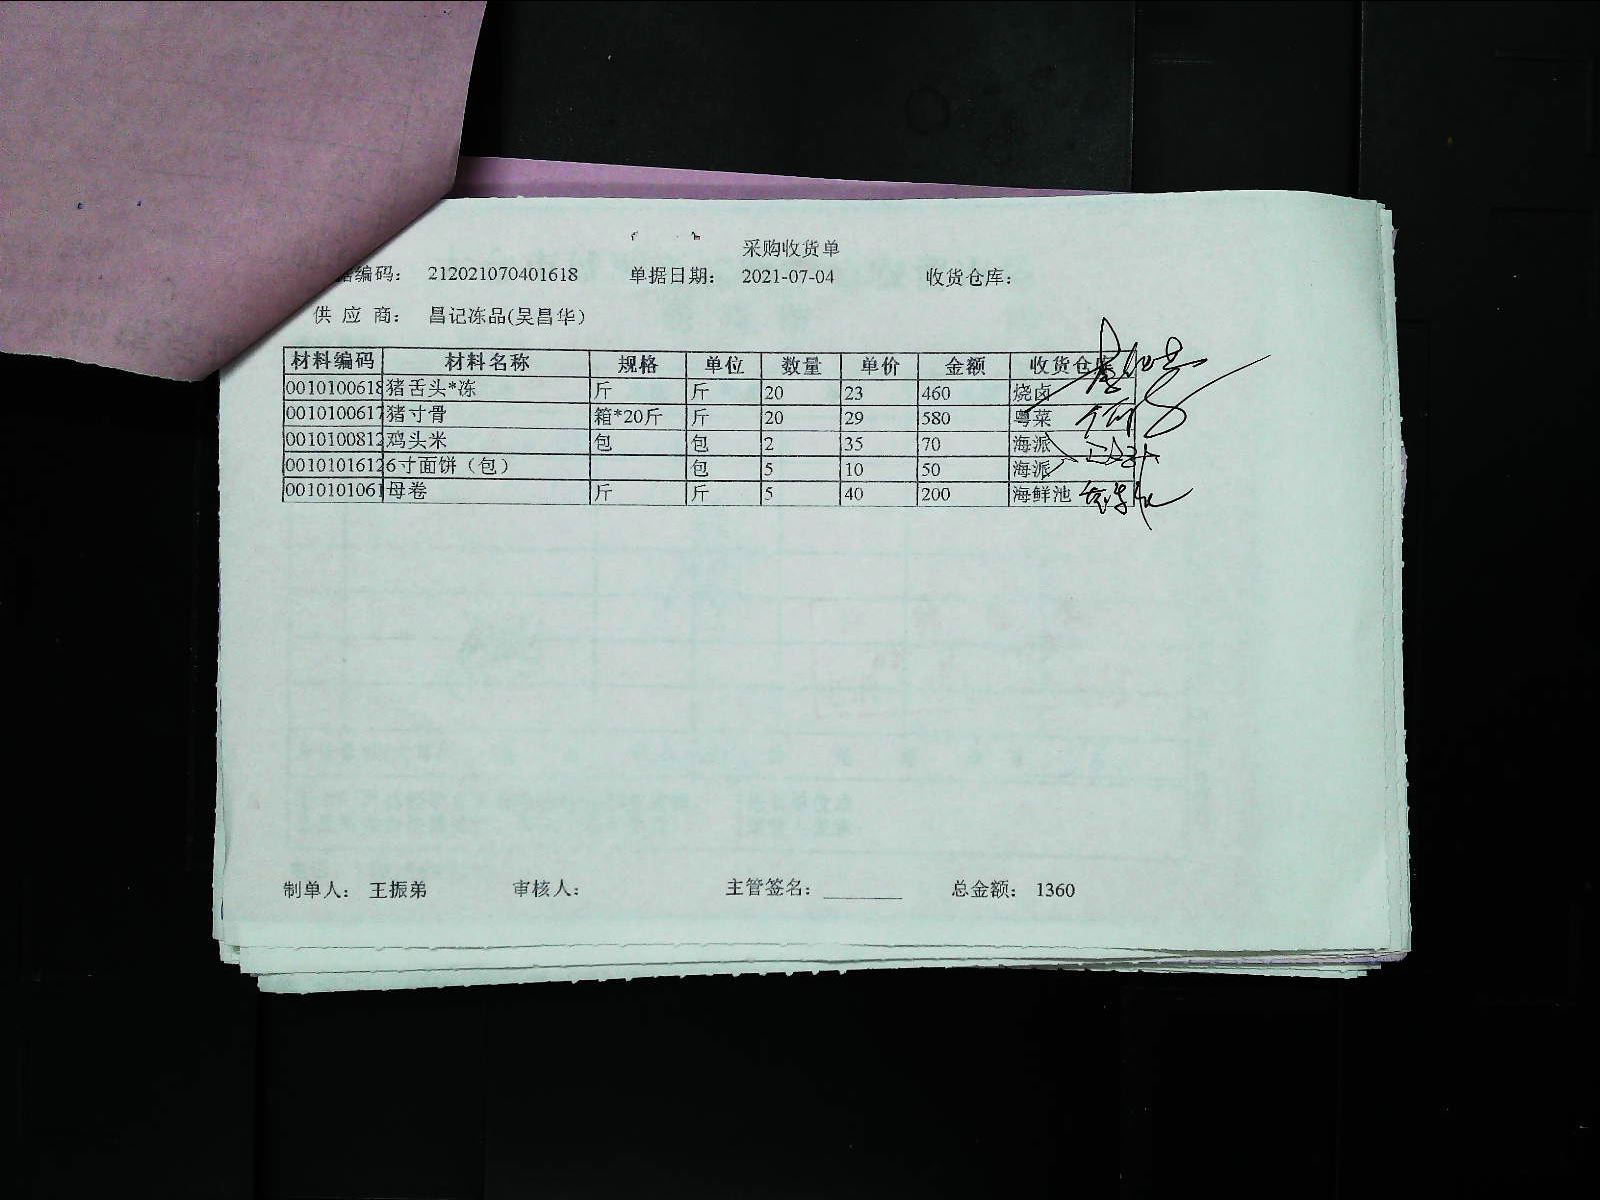 采购收货单
据编码： 212021070401618 单据日期： 2021-07-04 收货仓库：
供 应 商： 昌记冻品(吴昌华)
材料编码 材料名称 规格 单位 数量 单价 金额 收货仓库
0010100618 猪舌头*冻 斤 斤 20 23 460 烧卤
0010100617 猪寸骨 箱*20斤 斤 20 29 580 粤菜
0010100812 鸡头米 包 包 2 35 70 海派
0010101612 6寸面饼（包） 包 5 10 50 海派
0010101061 母卷 斤 斤 5 40 200 海鲜池
制单人： 王振弟 审核人： 主管签名：________ 总金额： 1360